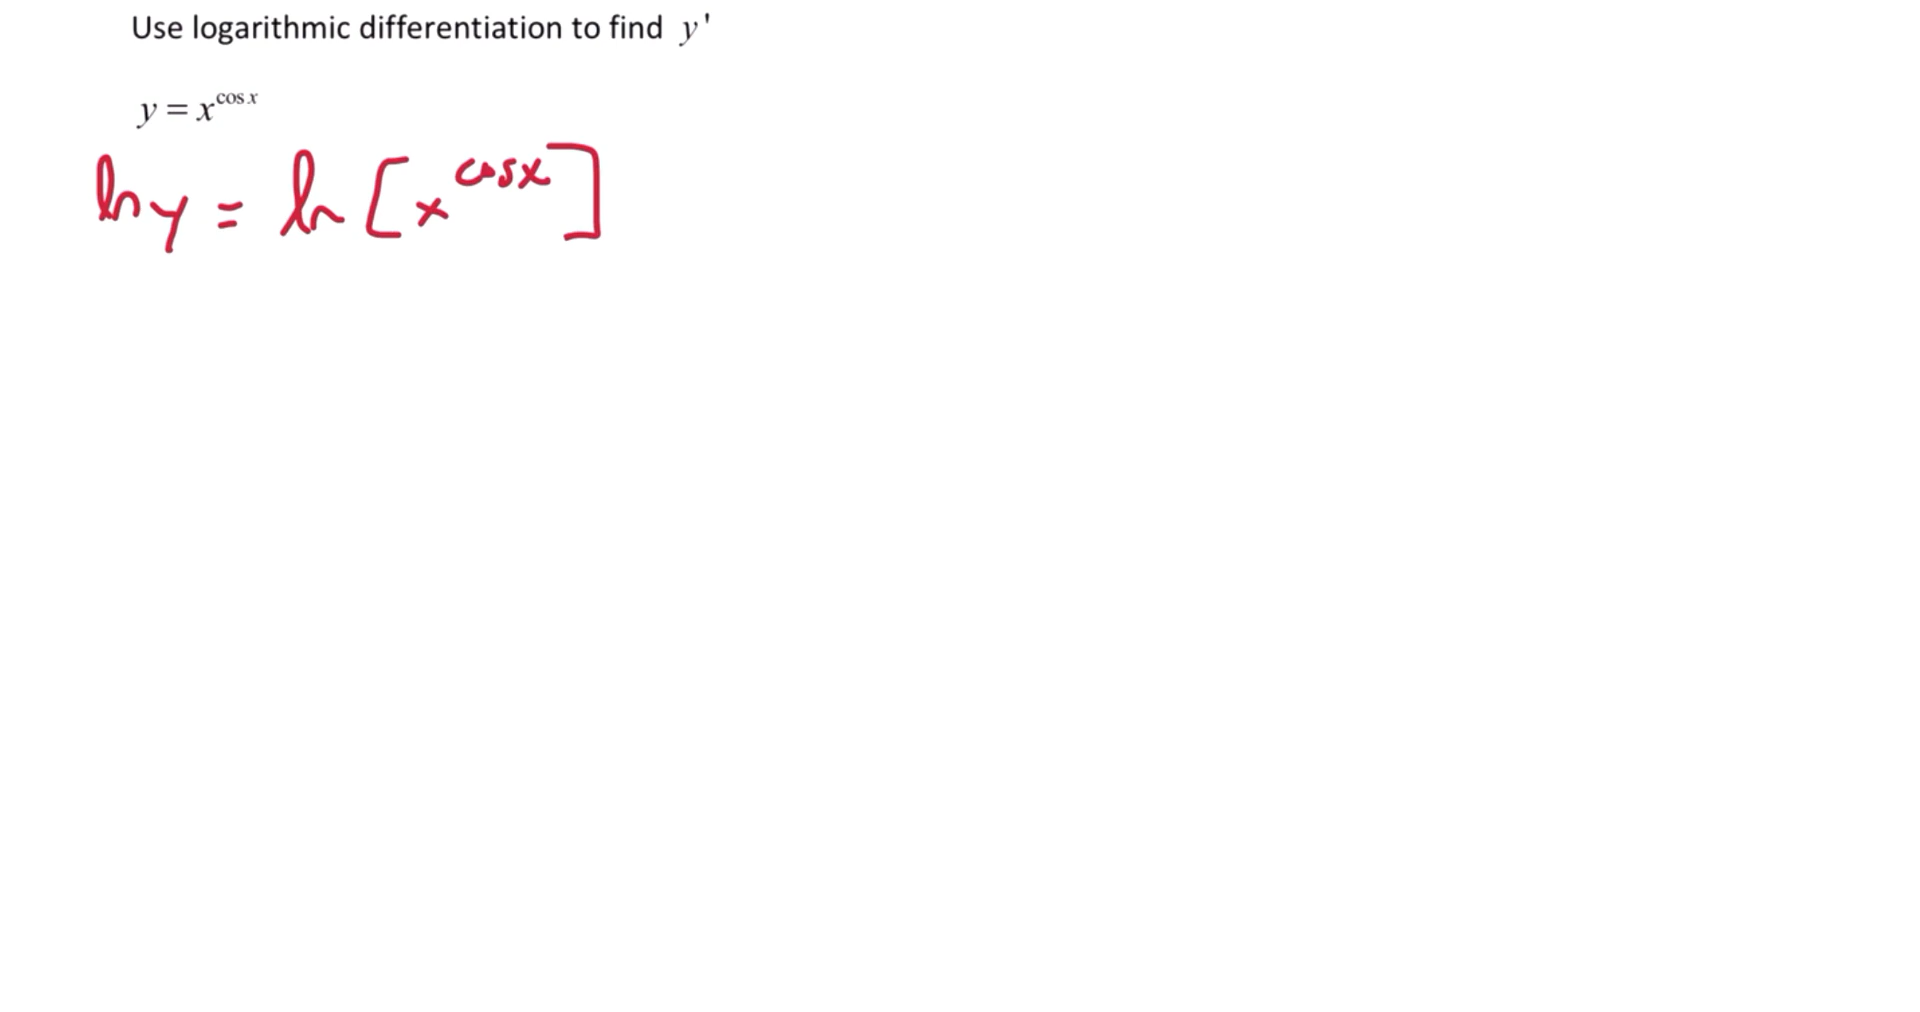 Use logarithmic differentiation to find y'
y = x^{cos x}
ln y = ln [x^{cos x}]